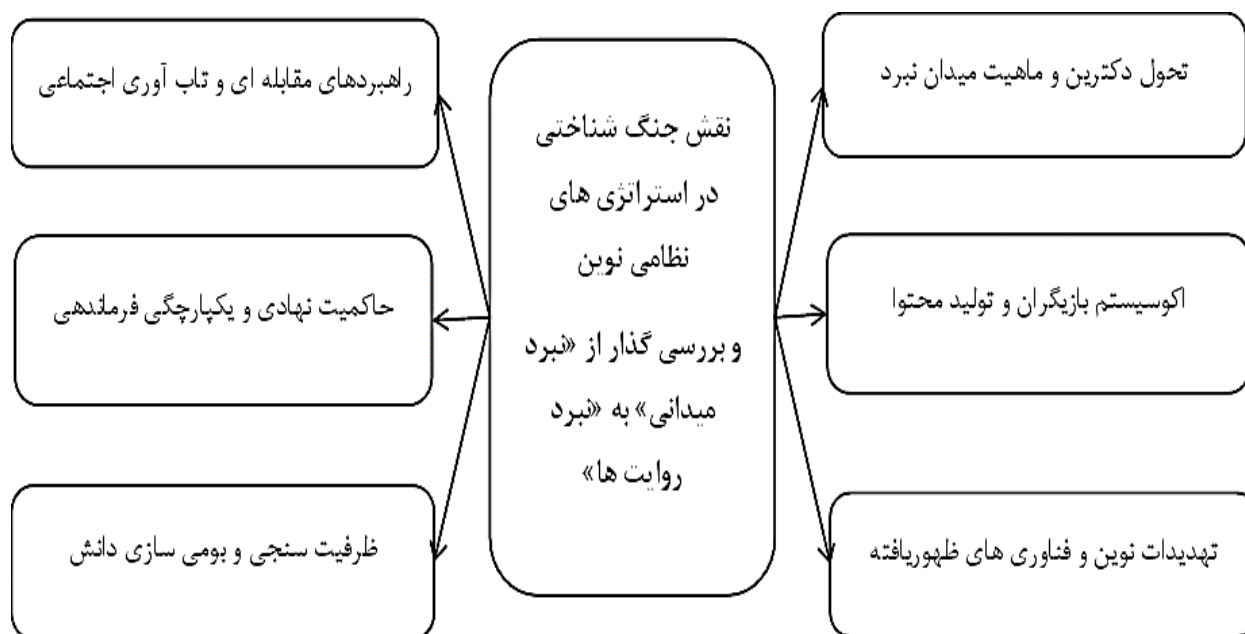 تحول دکترین و ماهیت میدان نبرد
اکوسیستم بازیگران و تولید محتوا
تهدیدات نوین و فناوری های ظهوریافته
نقش جنگ شناختی
در استراتژی های
نظامی نوین
و بررسی گذار از «نبرد
میدانی» به «نبرد
روایت ها»
راهبردهای مقابله ای و تاب آوری اجتماعی
حاکمیت نهادی و یکپارچگی فرماندهی
ظرفیت سنجی و بومی سازی دانش